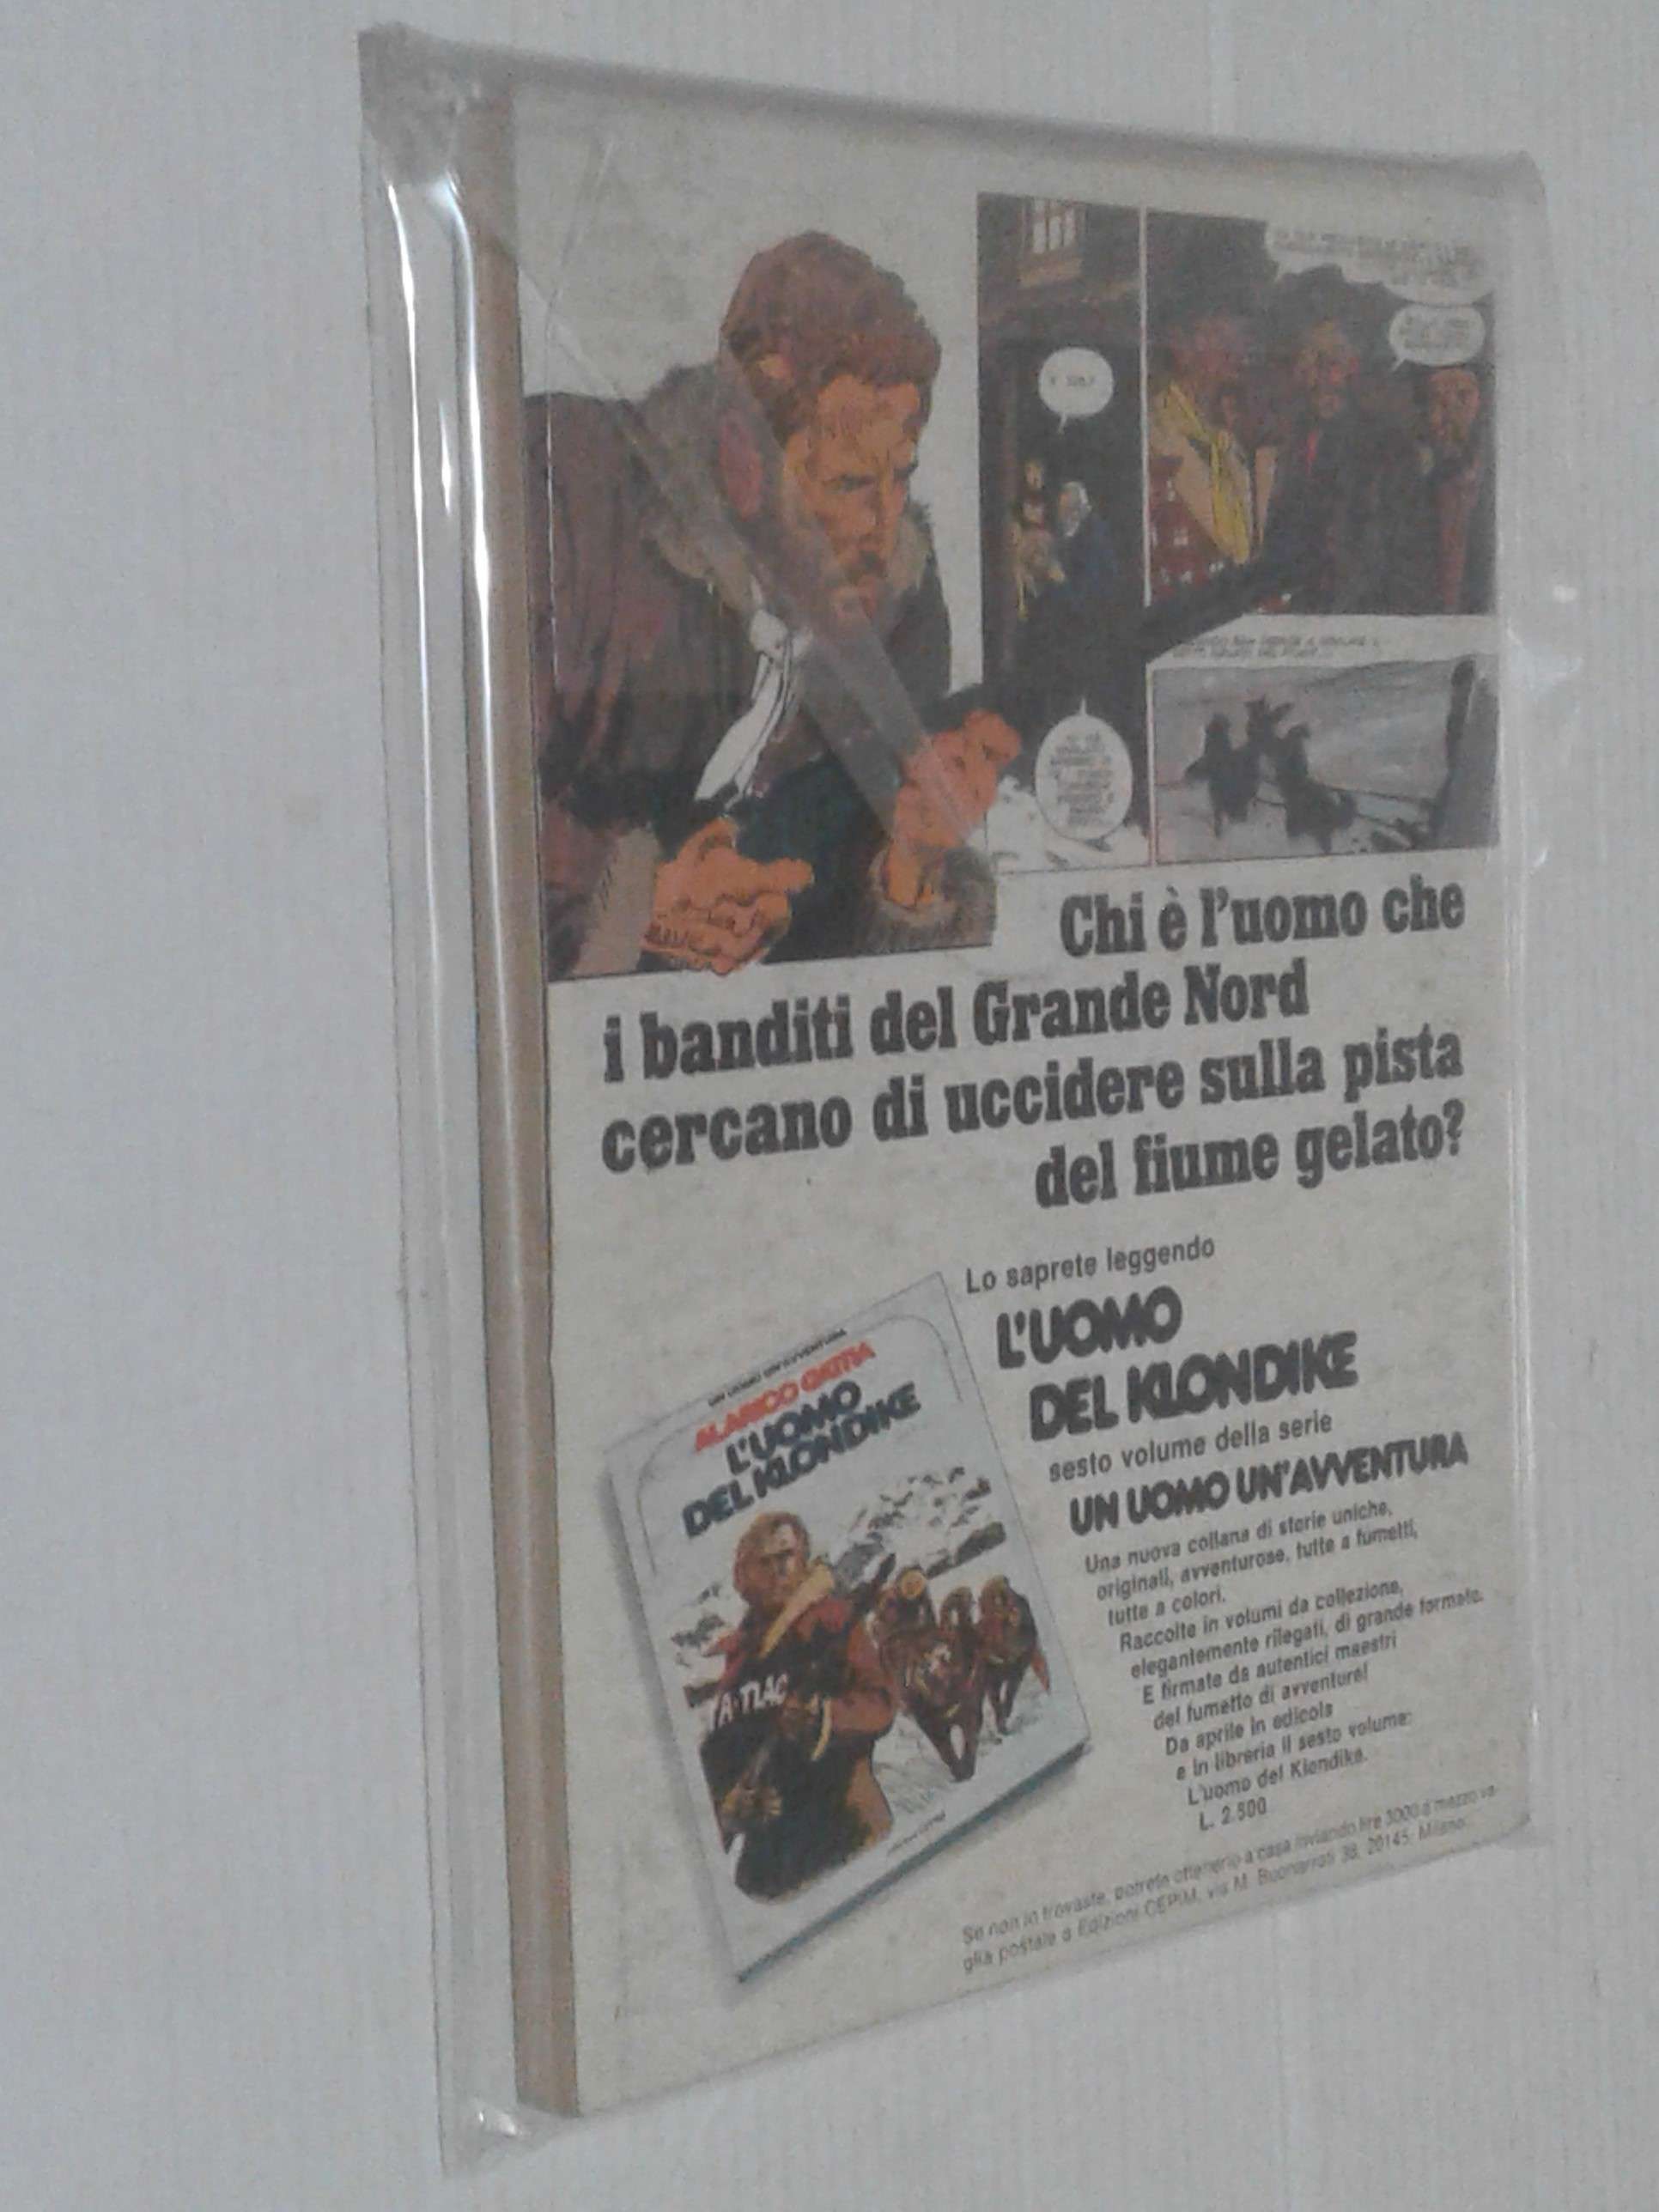 Chi è l'uomo che
i banditi del Grande Nord
cercano di uccidere sulla pista
del fiume gelato?
Lo saprete leggendo
L'UOMO
DEL KLONDIKE
sesto volume della serie
UN UOMO UN'AVVENTURA
Una nuova collana di storie uniche,
originali, avventurose, tutte a fumetti,
tutte a colori.
Raccolte in volumi da collezione,
elegantemente rilegati, di grande formato.
E firmate da autentici maestri
del fumetto di avventure!
Da aprile in edicola
e in libreria il sesto volume:
L'uomo del Klondike.
L. 2.500
Se non lo trovaste, potrete ottenerlo a casa inviando lire 3000 a mezzo va-
glia postale a Edizioni CEPIM, via M. Buonarroti 38, 20145, Milano.
UN UOMO UN'AVVENTURA
ALARICO GATTIA
L'UOMO
DEL KLONDIKE
TA-TLAC